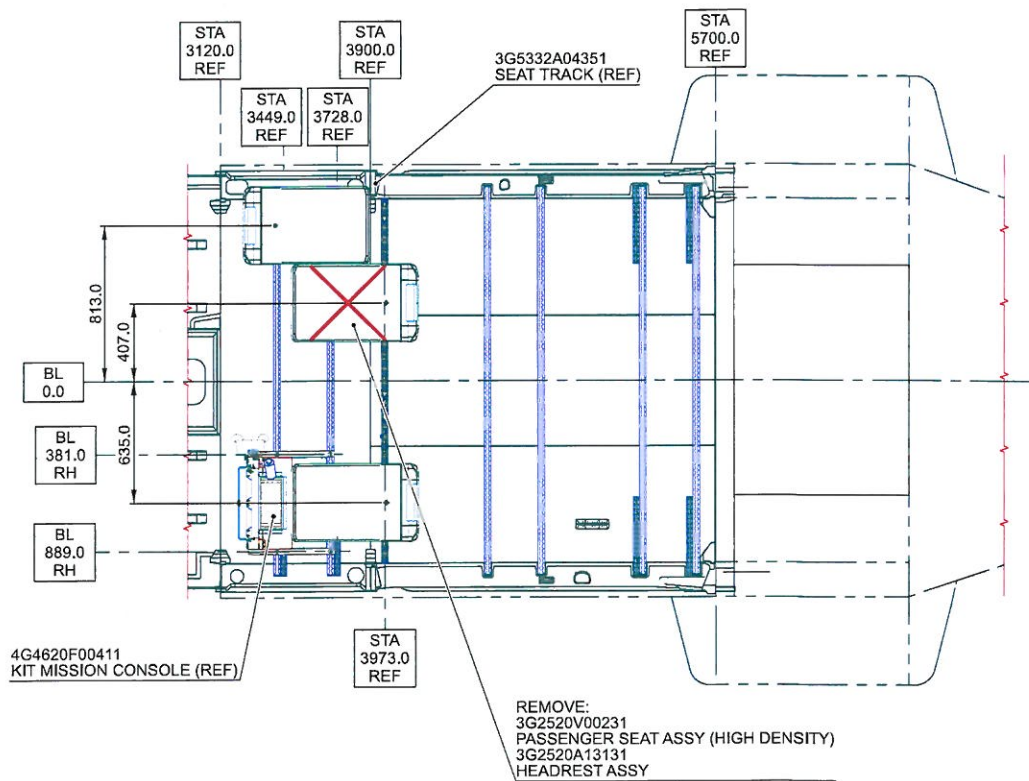 STA
3120.0
REF
STA
3900.0
REF
STA
5700.0
REF
3G5332A04351
SEAT TRACK (REF)
STA
3449.0
REF
STA
3728.0
REF
813.0
407.0
BL
0.0
635.0
BL
381.0
RH
BL
889.0
RH
4G4620F00411
KIT MISSION CONSOLE (REF)
STA
3973.0
REF
REMOVE:
3G2520V00231
PASSENGER SEAT ASSY (HIGH DENSITY)
3G2520A13131
HEADREST ASSY